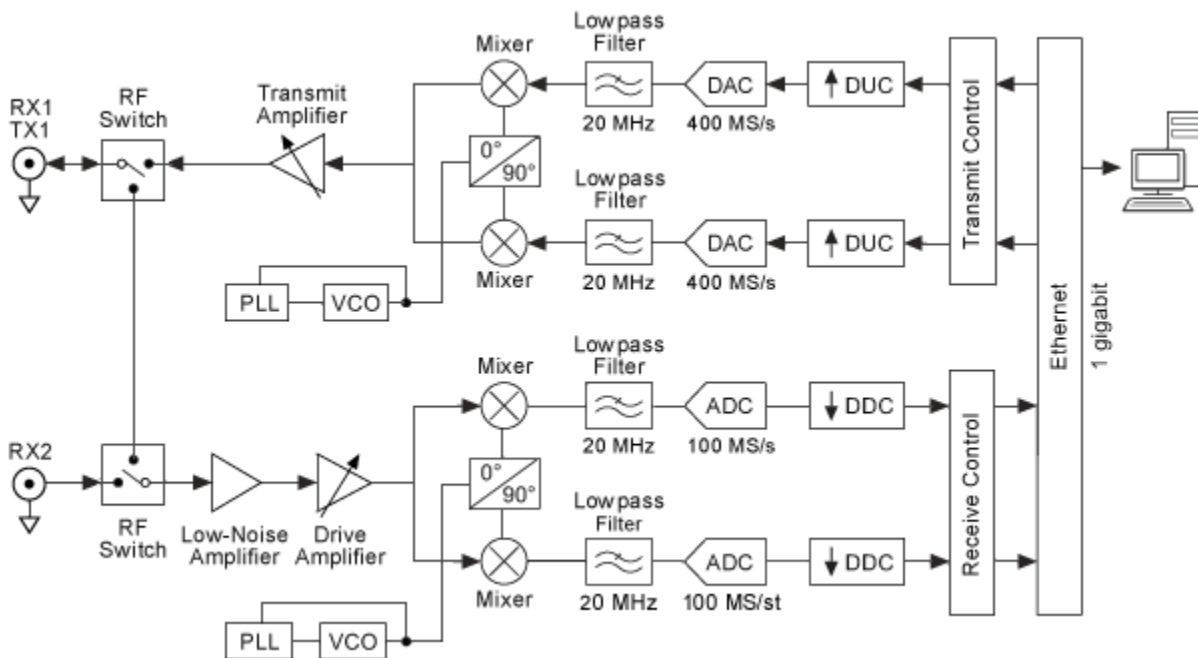 RX1
TX1
RF
Switch
Transmit
Amplifier
Mixer
Lowpass
Filter
20 MHz
DAC
400 MS/s
↑ DUC
0°
90°
Mixer
Lowpass
Filter
20 MHz
DAC
400 MS/s
↑ DUC
Transmit Control
PLL
VCO
Ethernet
1 gigabit
RX2
RF
Switch
Low-Noise
Amplifier
Drive
Amplifier
Mixer
Lowpass
Filter
20 MHz
ADC
100 MS/s
↓ DDC
0°
90°
Mixer
Lowpass
Filter
20 MHz
ADC
100 MS/st
↓ DDC
Receive Control
PLL
VCO